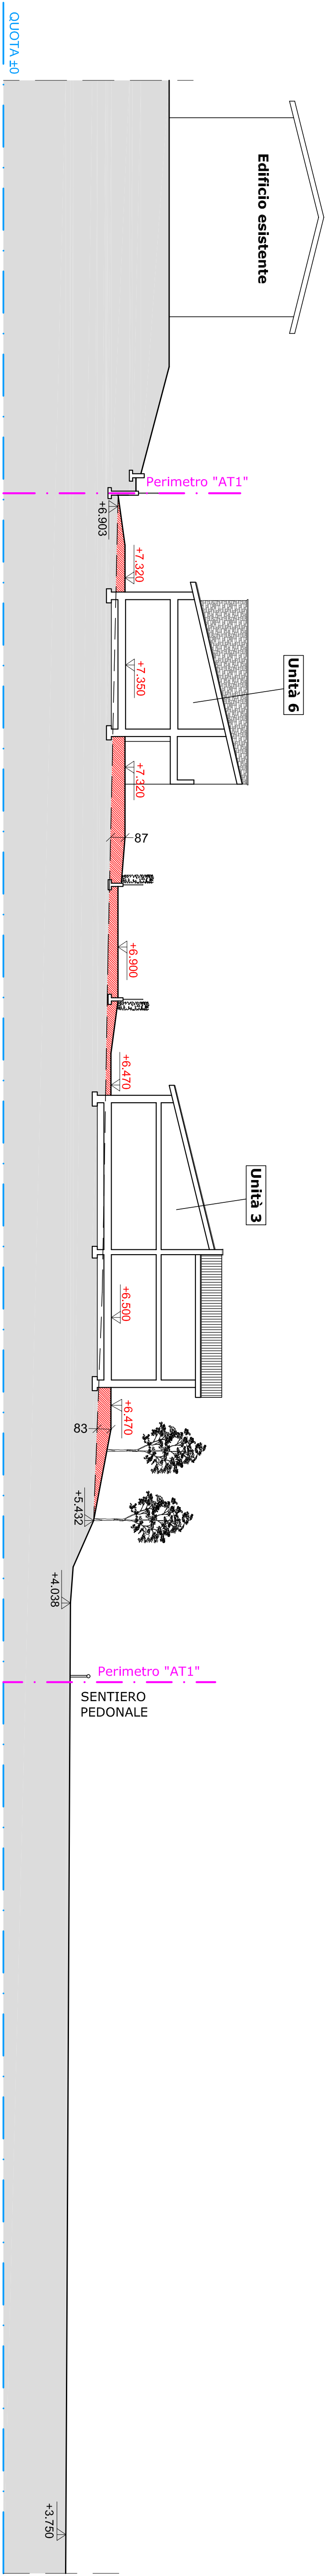 QUOTA ±0
Edificio esistente
Perimetro "AT1"
+6.903
+7.320
+7.350
Unità 6
+7.320
87
+6.900
+6.470
Unità 3
+6.500
+6.470
83
+5.432
+4.038
Perimetro "AT1"
SENTIERO
PEDONALE
+3.750